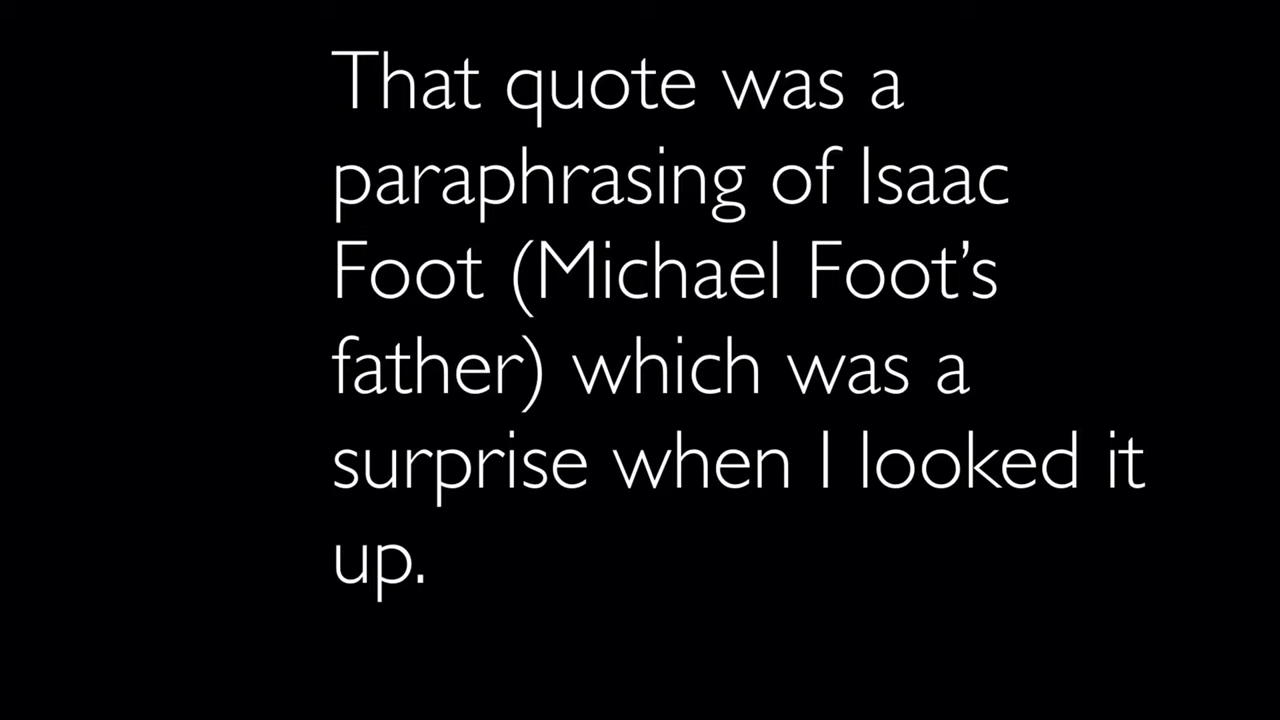 That quote was a
paraphrasing of Isaac
Foot (Michael Foot’s
father) which was a
surprise when I looked it
up.